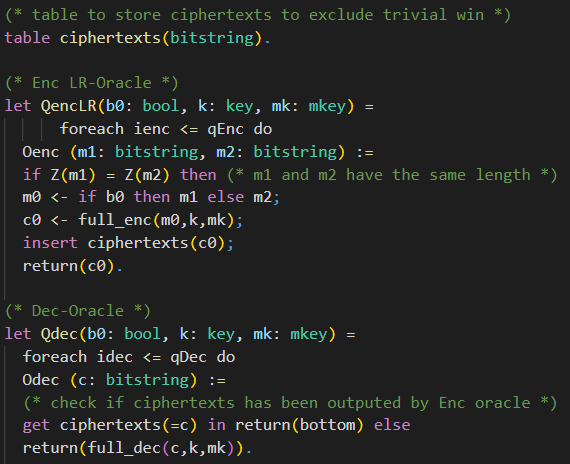 (* table to store ciphertexts to exclude trivial win *)
table ciphertexts(bitstring).
(* Enc LR-Oracle *)
let QencLR(b0: bool, k: key, mk: mkey) =
foreach ienc <= qEnc do
Oenc (m1: bitstring, m2: bitstring) :=
if Z(m1) = Z(m2) then (* m1 and m2 have the same length *)
m0 <- if b0 then m1 else m2;
c0 <- full_enc(m0,k,mk);
insert ciphertexts(c0);
return(c0).
(* Dec-Oracle *)
let Qdec(b0: bool, k: key, mk: mkey) =
foreach idec <= qDec do
Odec (c: bitstring) :=
(* check if ciphertexts has been outputed by Enc oracle *)
get ciphertexts(=c) in return(bottom) else
return(full_dec(c,k,mk)).